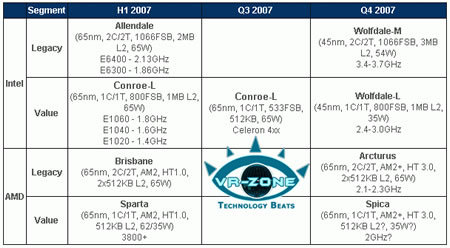 Segment H1 2007 Q3 2007 Q4 2007
Intel
Legacy
Allendale
(65nm, 2C/2T, 1066FSB, 2MB
L2, 65W)
E6400 - 2.13GHz
E6300 - 1.86GHz
Wolfdale-M
(45nm, 2C/2T, 1066FSB, 3MB
L2, 54W)
3.4-3.7GHz
Value
Conroe-L
(65nm, 1C/1T, 800FSB, 1MB L2,
65W)
E1060 - 1.8GHz
E1040 - 1.6GHz
E1020 - 1.4GHz
Conroe-L
(65nm, 1C/1T, 533FSB,
512KB, 65W)
Celeron 4xx
Wolfdale-L
(45nm, 1C/1T, 800FSB, 1MB L2,
35W)
2.4-3.0GHz
AMD
Legacy
Brisbane
(65nm, 2C/2T, AM2, HT1.0,
2x512KB L2, 65W)
VR-ZONE
Technology Beats
Arcturus
(65nm, 2C/2T, AM2+, HT 3.0,
2x512KB L2, 65W)
2.1-2.3GHz
Value
Sparta
(65nm, 1C/1T, AM2, HT1.0,
512KB L2, 62/35W)
3800+
Spica
(65nm, 1C/1T, AM2+, HT 3.0,
512KB L2?, 35W?)
2GHz?